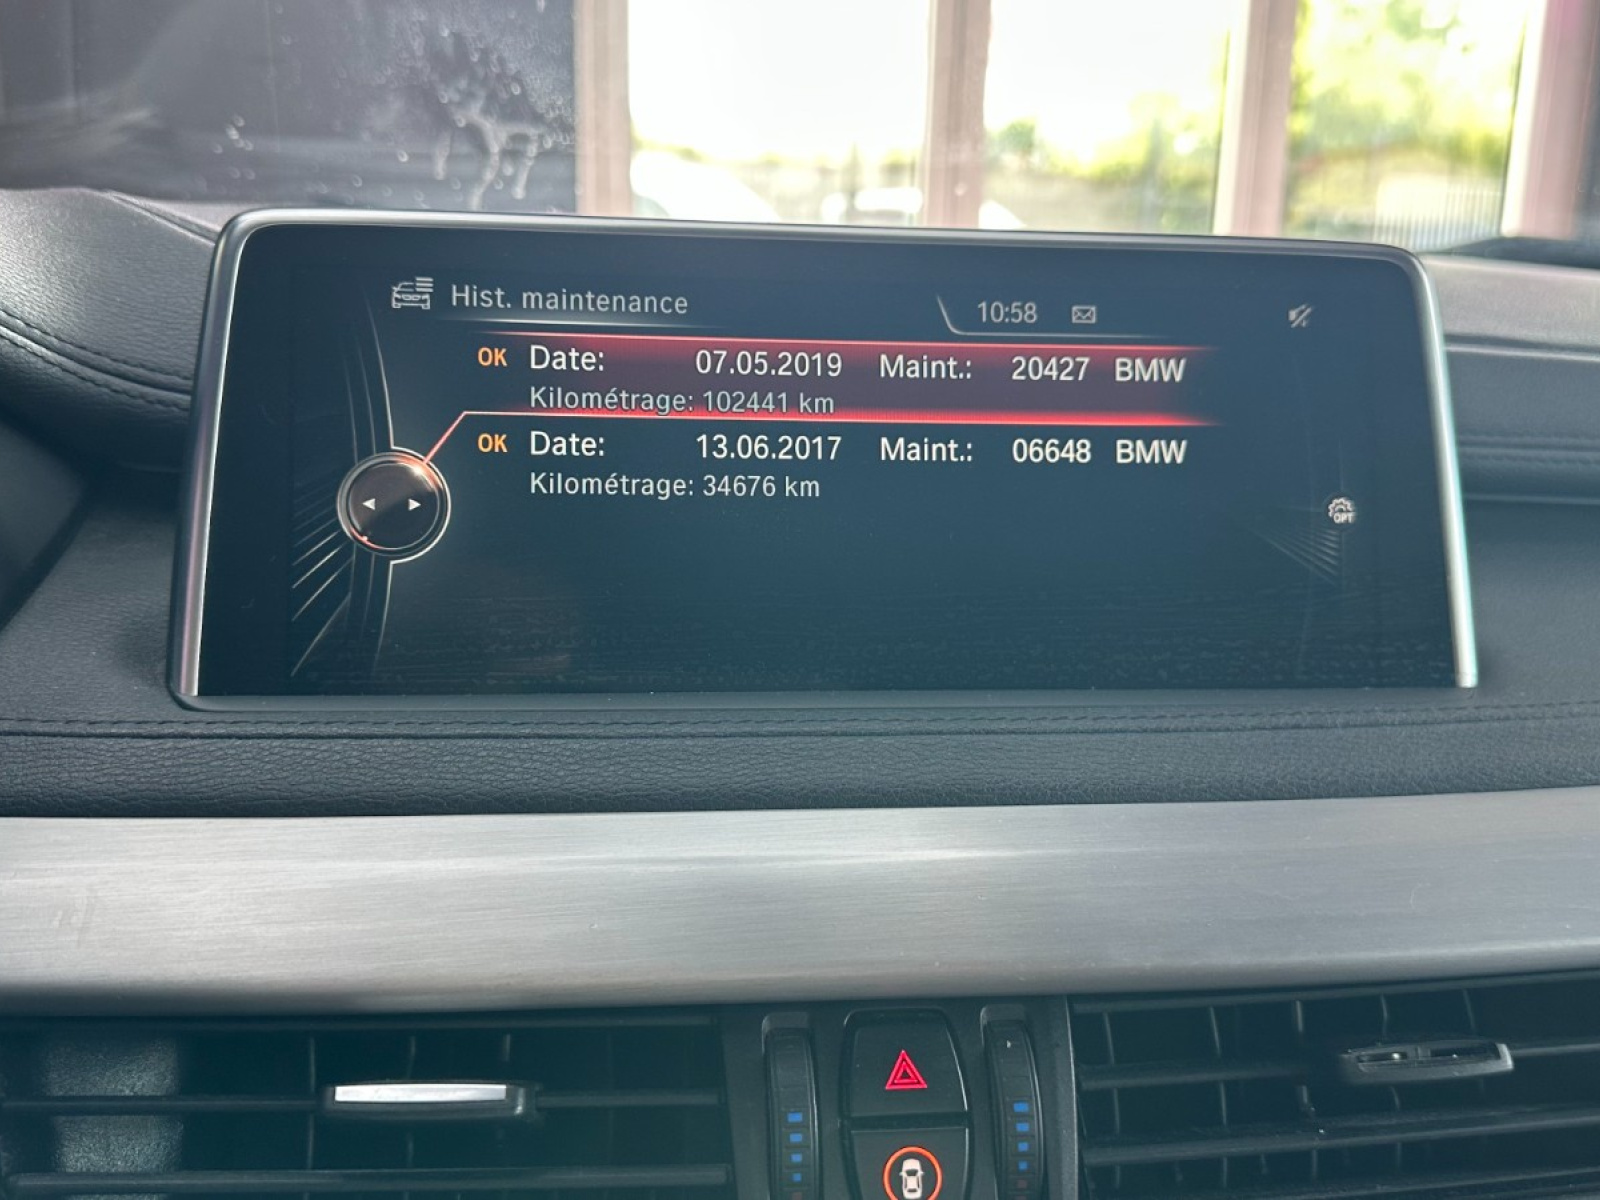 Hist. maintenance 10:58
OK Date: 07.05.2019 Maint.: 20427 BMW
Kilométrage: 102441 km
OK Date: 13.06.2017 Maint.: 06648 BMW
Kilométrage: 34676 km
OPT